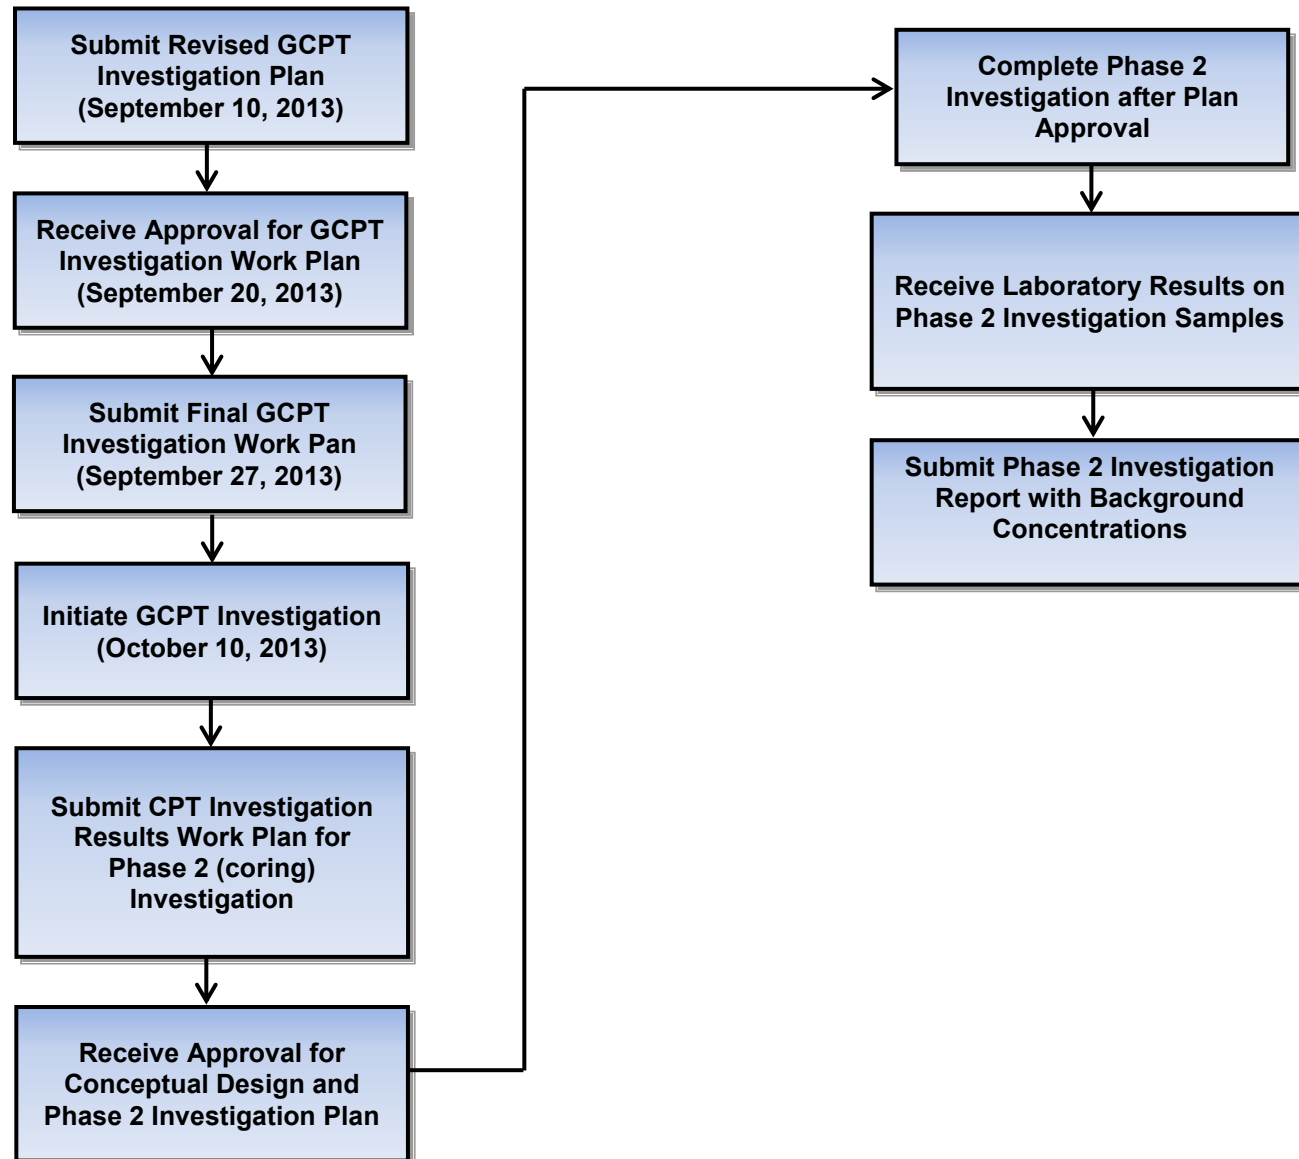 Submit Revised GCPT
Investigation Plan
(September 10, 2013)
Receive Approval for GCPT
Investigation Work Plan
(September 20, 2013)
Submit Final GCPT
Investigation Work Pan
(September 27, 2013)
Initiate GCPT Investigation
(October 10, 2013)
Submit CPT Investigation
Results Work Plan for
Phase 2 (coring)
Investigation
Receive Approval for
Conceptual Design and
Phase 2 Investigation Plan
Complete Phase 2
Investigation after Plan
Approval
Receive Laboratory Results on
Phase 2 Investigation Samples
Submit Phase 2 Investigation
Report with Background
Concentrations